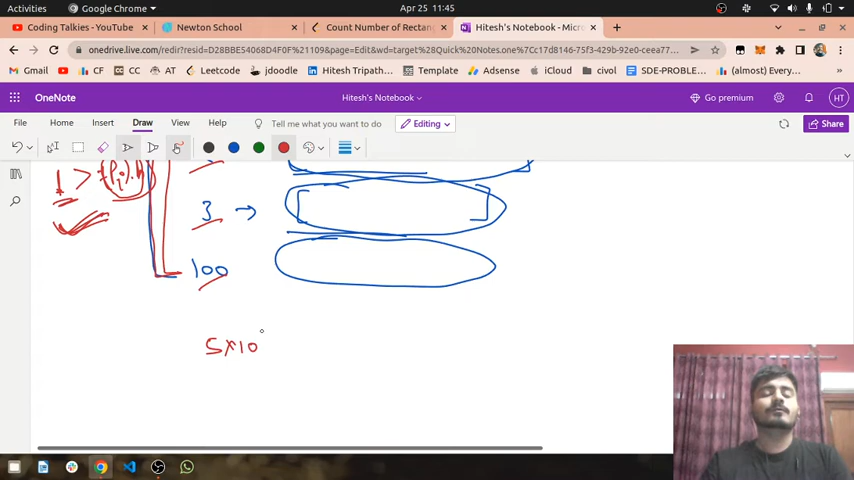 Activities
Google Chrome
Apr 25 11:45
Coding Talkies - YouTube
Newton School
Count Number of Rectan
Hitesh's Notebook - Micro
onedrive.live.com/redir?resid=D28BBE54068D4F0F%21109&page=Edit&wd=target%28Quick%20Notes.one%7Cc17d8146-75f3-429b-92e0-ceea77...
Gmail
CF
CC
AtC
Leetcode
jdoodle
Hitesh Tripath...
Template
Adsense
iCloud
civol
SDE-PROBLE...
(almost) Every...
OneNote
Hitesh's Notebook
Go premium
HT
File
Home
Insert
Draw
View
Help
Tell me what you want to do
Editing
Share
3 →
100
5x10